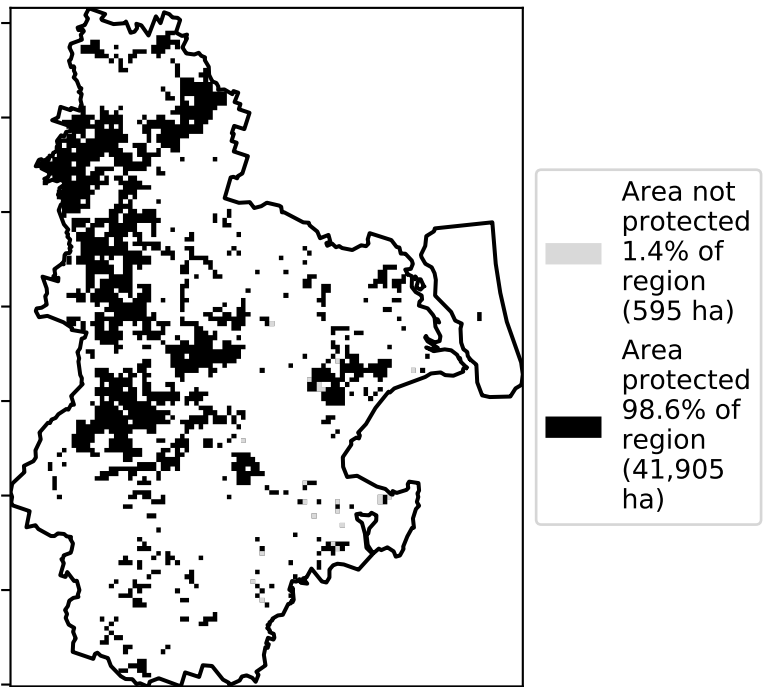 Area not
protected
1.4% of
region
(595 ha)
Area
protected
98.6% of
region
(41,905
ha)